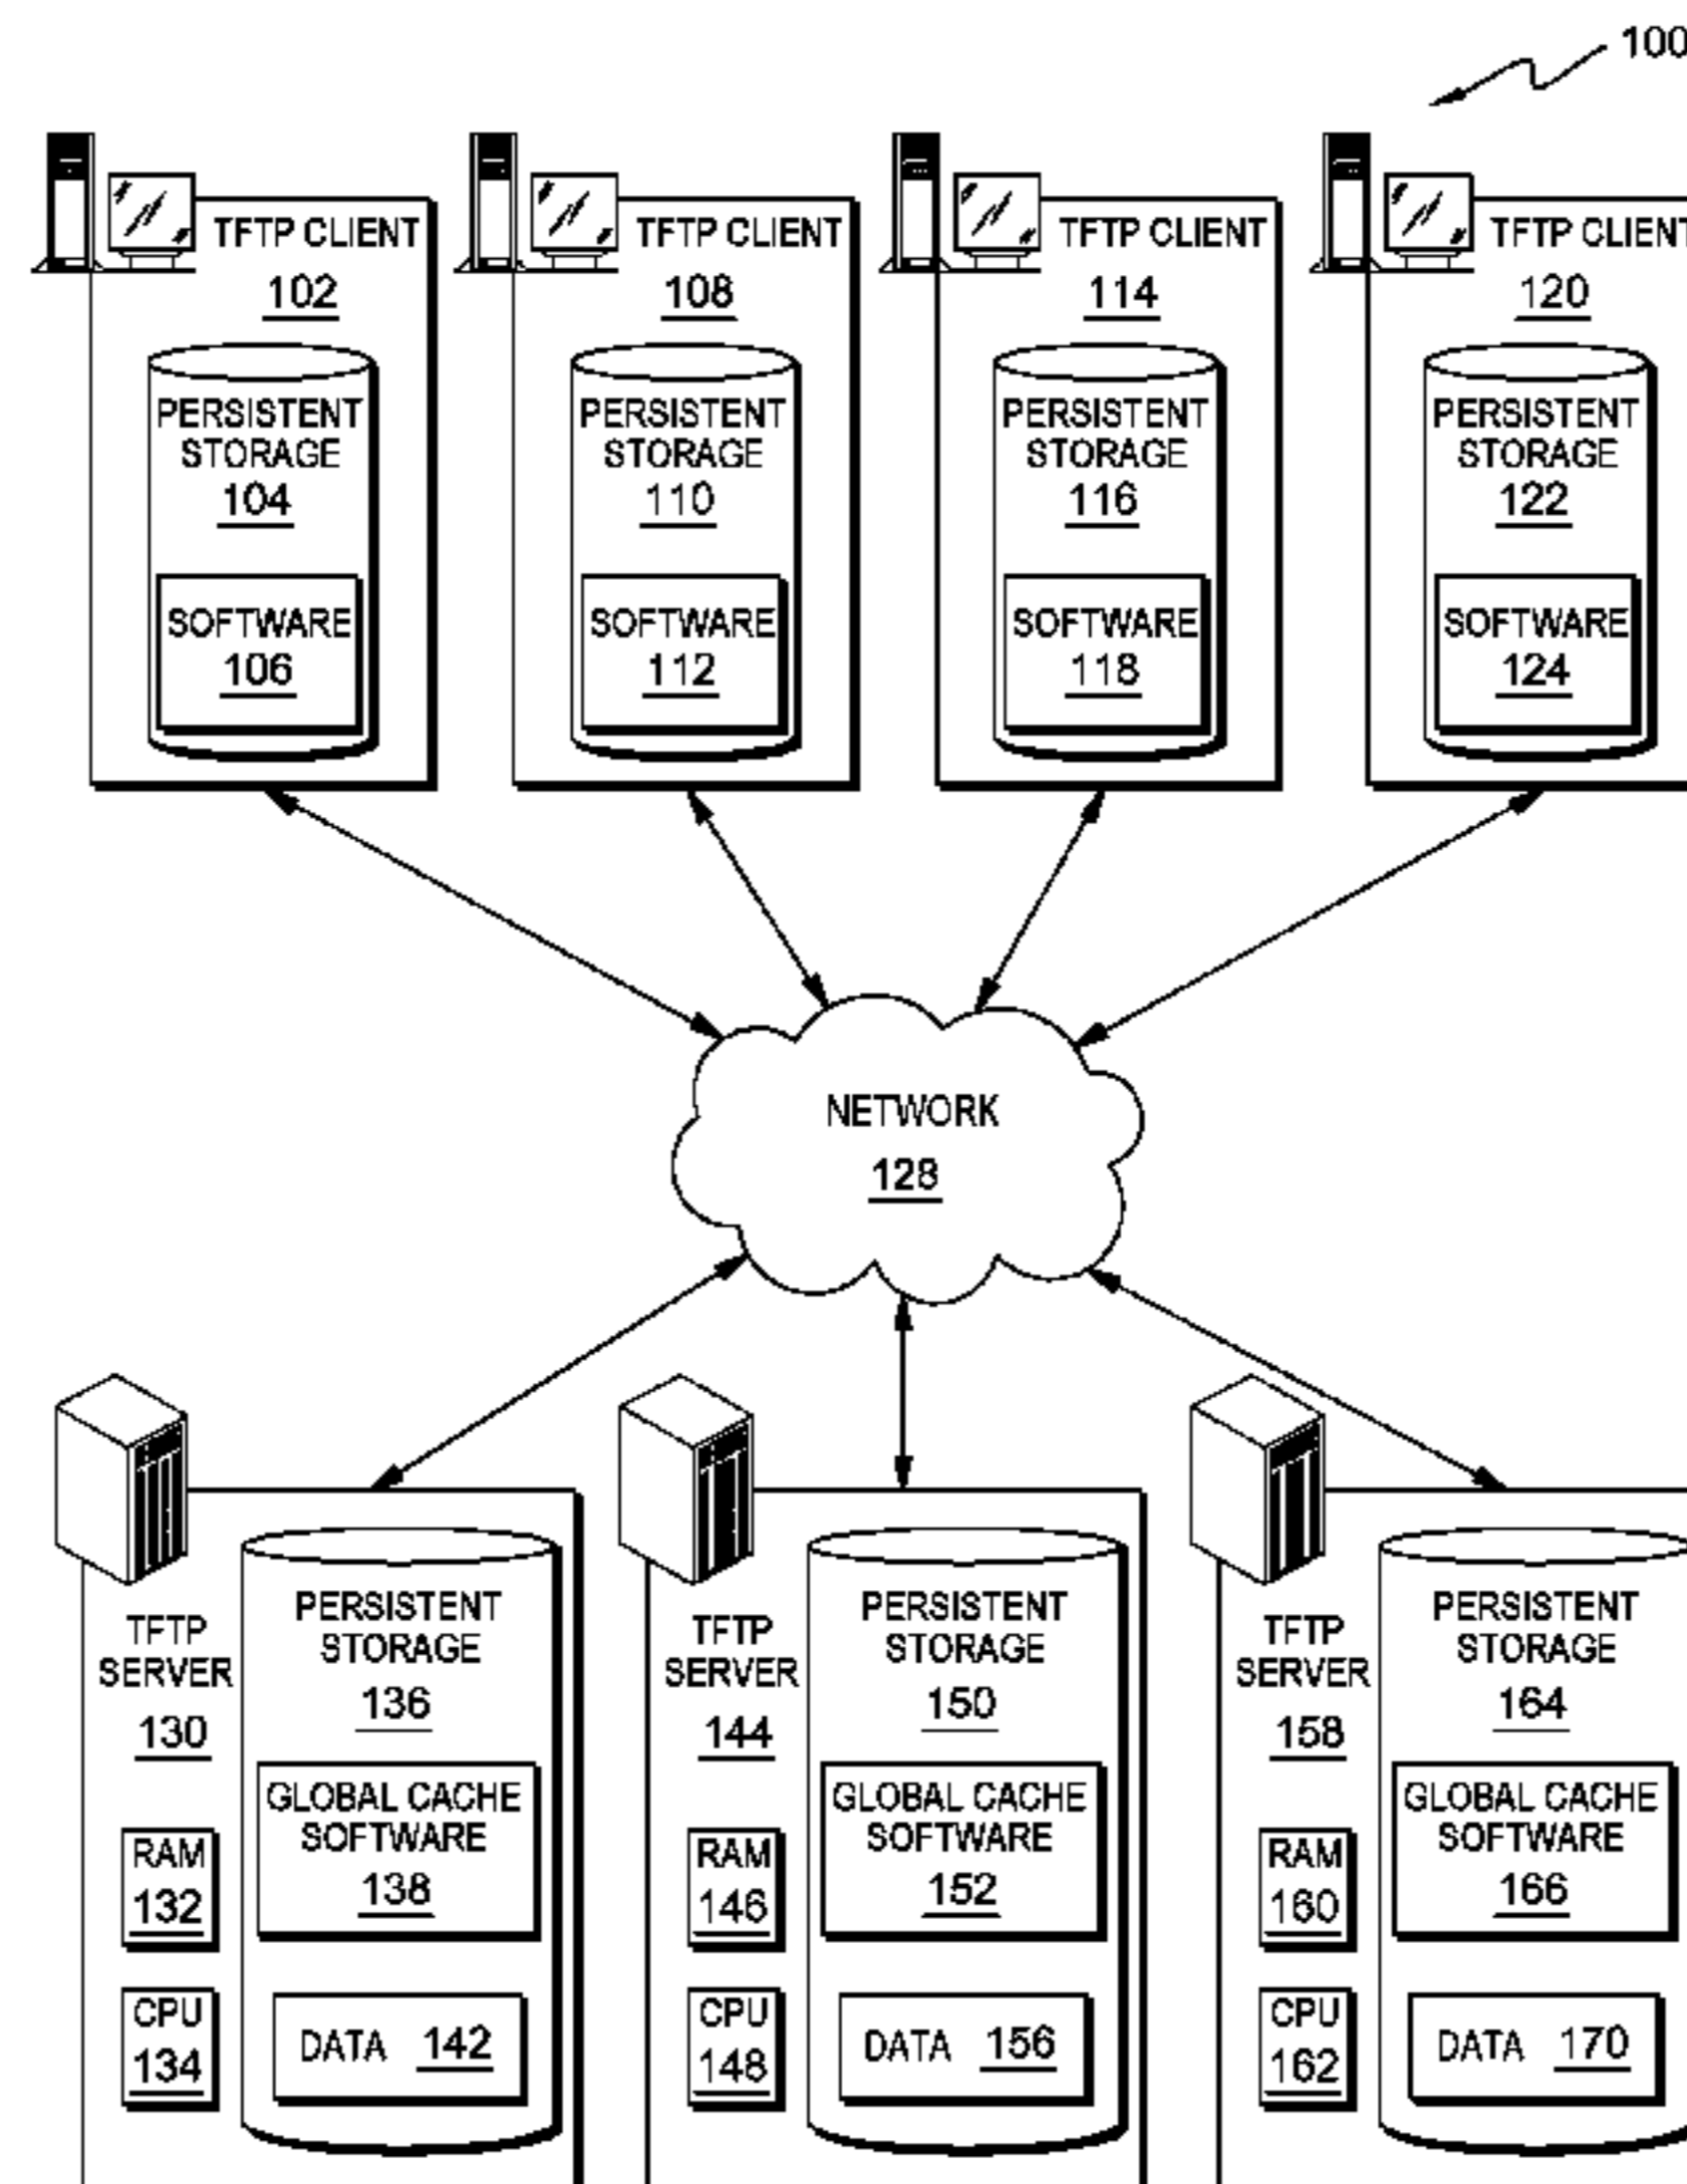 100
TFTP CLIENT
102
PERSISTENT
STORAGE
104
SOFTWARE
106
TFTP CLIENT
108
PERSISTENT
STORAGE
110
SOFTWARE
112
TFTP CLIENT
114
PERSISTENT
STORAGE
116
SOFTWARE
118
TFTP CLIENT
120
PERSISTENT
STORAGE
122
SOFTWARE
124
NETWORK
128
TFTP
SERVER
130
RAM
132
CPU
134
PERSISTENT
STORAGE
136
GLOBAL CACHE
SOFTWARE
138
DATA 142
TFTP
SERVER
144
RAM
146
CPU
148
PERSISTENT
STORAGE
150
GLOBAL CACHE
SOFTWARE
152
DATA 156
TFTP
SERVER
158
RAM
160
CPU
162
PERSISTENT
STORAGE
164
GLOBAL CACHE
SOFTWARE
166
DATA 170